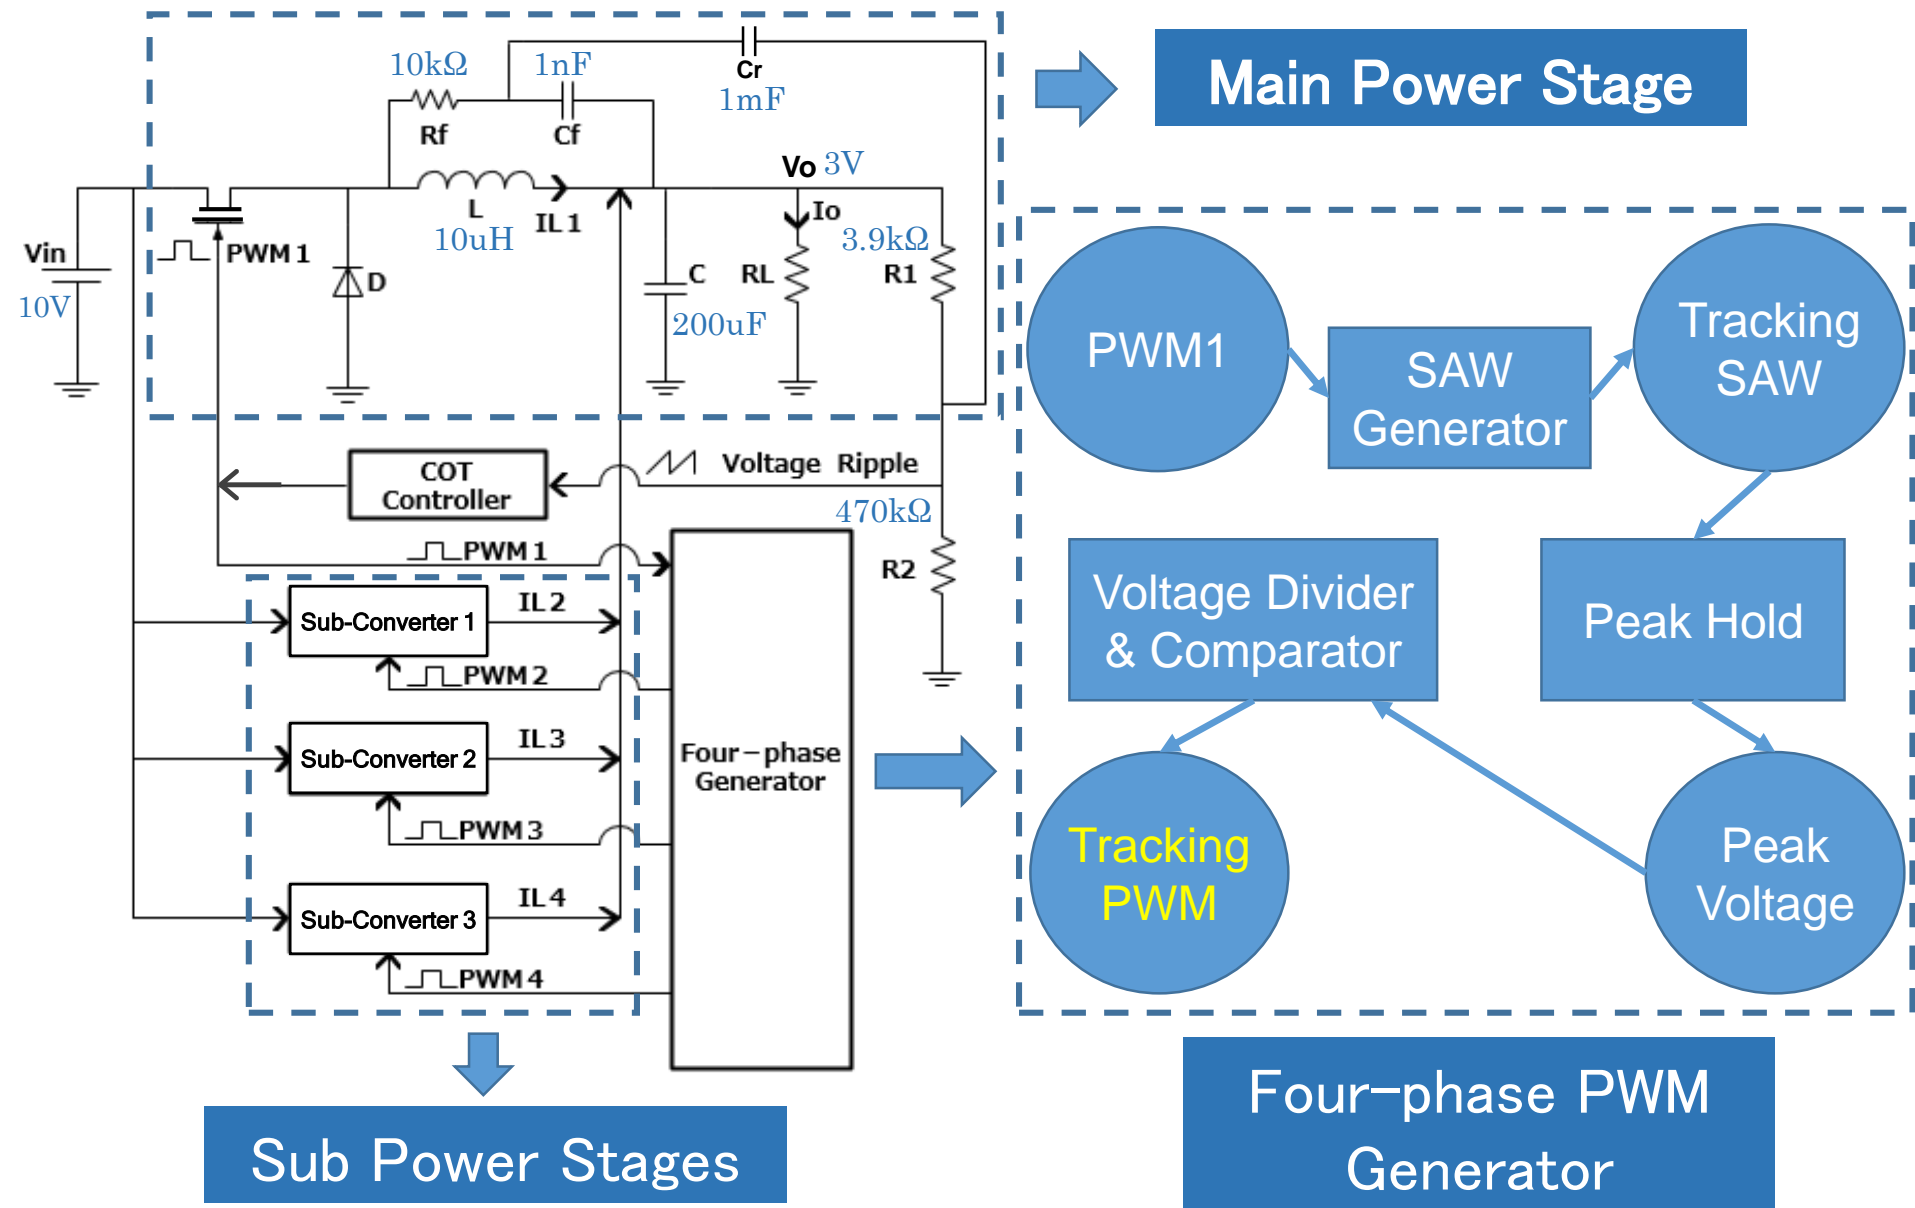 10kΩ
Rf
1nF
Cf
Cr
1mF
Main Power Stage
Vin
10V
PWM1
D
L
10uH
IL1
Vo 3V
Io
C
200uF
RL
3.9kΩ
R1
COT
Controller
Voltage Ripple
470kΩ
R2
PWM1
Sub-Converter 1
IL2
PWM2
Sub-Converter 2
IL3
PWM3
Sub-Converter 3
IL4
PWM4
Four-phase
Generator
Sub Power Stages
PWM1
SAW
Generator
Tracking
SAW
Peak Hold
Peak
Voltage
Voltage Divider
& Comparator
Tracking
PWM
Four-phase PWM
Generator